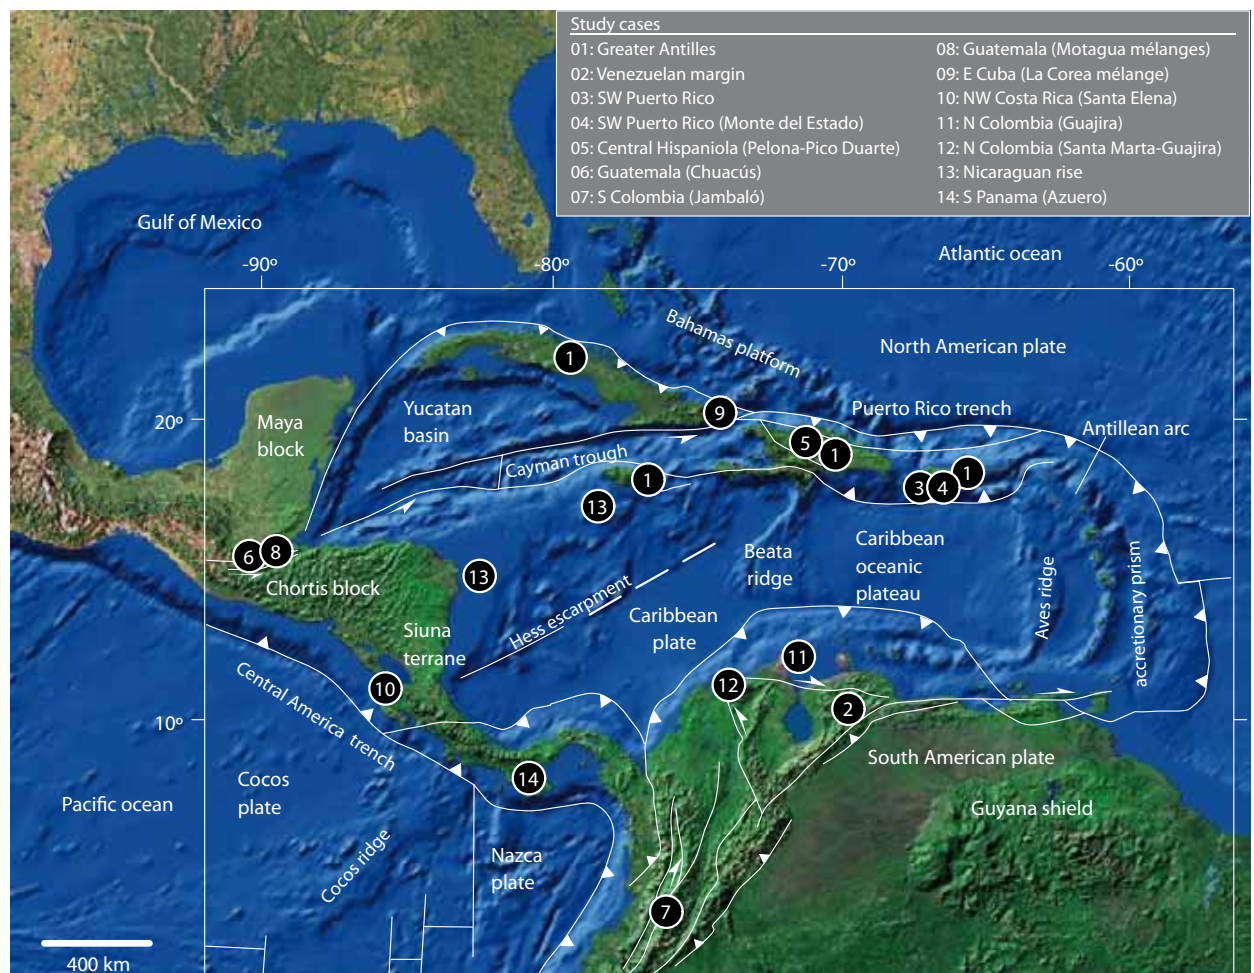 Study cases
01: Greater Antilles
02: Venezuelan margin
03: SW Puerto Rico
04: SW Puerto Rico (Monte del Estado)
05: Central Hispaniola (Pelona-Pico Duarte)
06: Guatemala (Chuacús)
07: S Colombia (Jambaló)
08: Guatemala (Motagua mélanges)
09: E Cuba (La Corea mélange)
10: NW Costa Rica (Santa Elena)
11: N Colombia (Guajira)
12: N Colombia (Santa Marta-Guajira)
13: Nicaraguan rise
14: S Panama (Azuero)
Gulf of Mexico
Atlantic ocean
-90º
-80º
-70º
-60º
Bahamas platform
North American plate
1
Yucatan
basin
9
Puerto Rico trench
20º
Maya
block
Antillean arc
5
1
Cayman trough
1
1
3
4
13
6
8
Chortis block
13
Beata
ridge
Caribbean
oceanic
plateau
Aves ridge
accretionary prism
Hess escarpment
Caribbean
plate
Siuna
terrane
11
12
10
2
10º
Central America trench
South American plate
14
Cocos
plate
Pacific ocean
Guyana shield
Cocos ridge
Nazca
plate
7
400 km